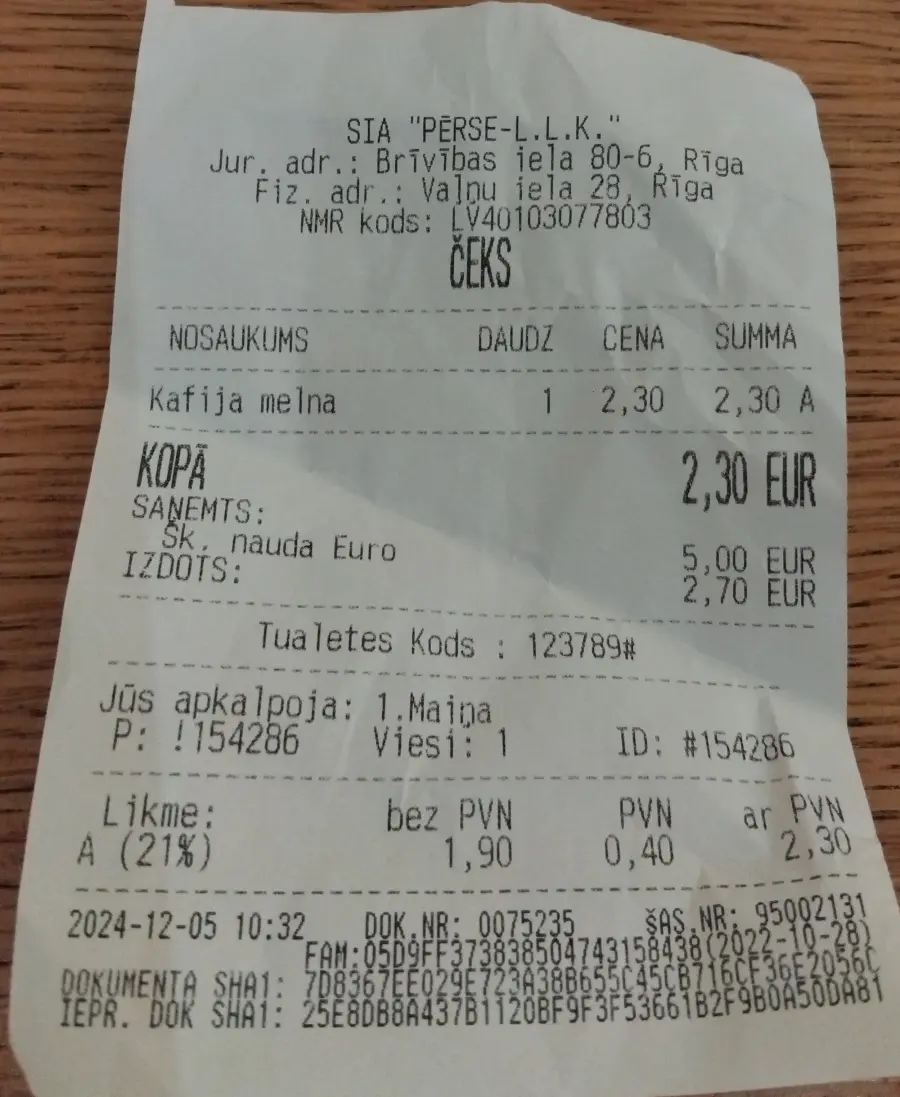 SIA "PĒRSE-L.L.K."
Jur. adr.: Brīvības iela 80-6, Rīga
Fiz. adr.: Vaļņu iela 28, Rīga
NMR kods: LV40103077803
ČEKS
NOSAUKUMS DAUDZ CENA SUMMA
Kafija melna 1 2,30 2,30 A
KOPĀ 2,30 EUR
SAŅEMTS:
Šk. nauda Euro 5,00 EUR
IZDOTS: 2,70 EUR
Tualetes Kods : 123789#
Jūs apkalpoja: 1.Maiņa
P: !154286 Viesi: 1 ID: #154286
Likme: bez PVN PVN ar PVN
A (21%) 1,90 0,40 2,30
2024-12-05 10:32 DOK.NR: 0075235 ŠAS.NR: 95002131
FAM:05D9FF373838504743158438(2022-10-28)
DOKUMENTA SHA1: 7D8367EE029E723A38B655C45CB716CF36E2056C
IEPR. DOK SHA1: 25E8DB8A437B1120BF9F3F53661B2F9B0A50DA81